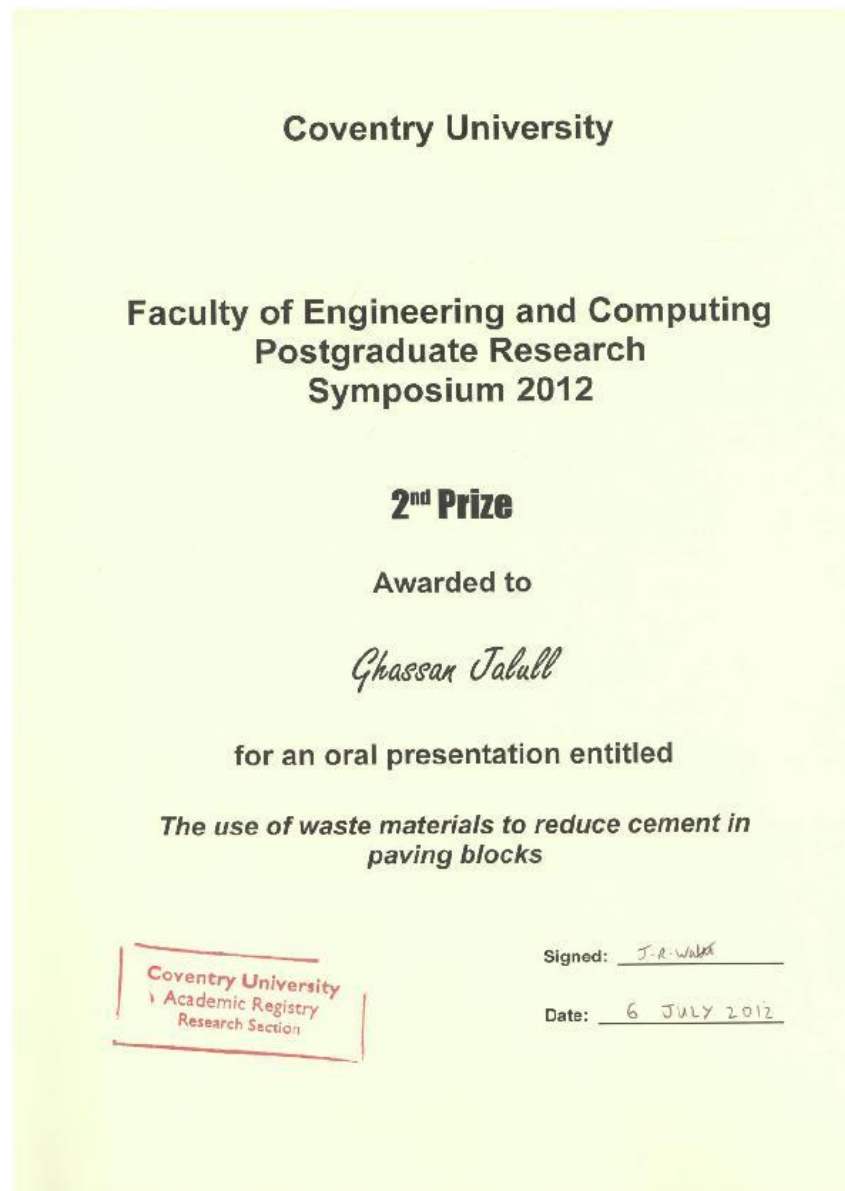 Coventry University
Faculty of Engineering and Computing
Postgraduate Research
Symposium 2012
2nd Prize
Awarded to
Ghassan Jalull
for an oral presentation entitled
The use of waste materials to reduce cement in
paving blocks
Coventry University
Academic Registry
Research Section
Signed: J-R-
Date: 6 JULY 2012